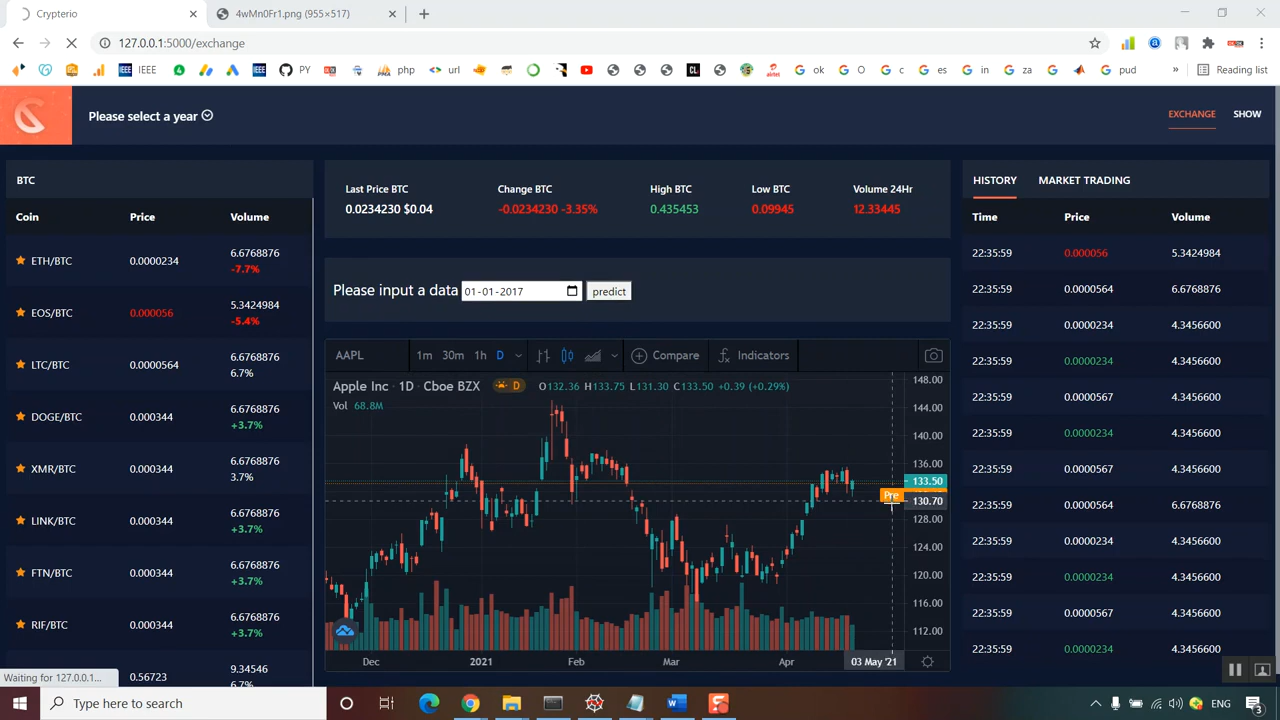 Crypterio
4wMn0Fr1.png (955×517)
127.0.0.1:5000/exchange
IEEE
IEEE
PY
php
url
CL
airtel
ok
O
c
es
in
za
pud
»
Reading list
Please select a year
EXCHANGE SHOW
BTC
Coin Price Volume
ETH/BTC 0.0000234 6.6768876
-7.7%
EOS/BTC 0.000056 5.3424984
-5.4%
LTC/BTC 0.0000564 6.6768876
6.7%
DOGE/BTC 0.000344 6.6768876
+3.7%
XMR/BTC 0.000344 6.6768876
3.7%
LINK/BTC 0.000344 6.6768876
+3.7%
FTN/BTC 0.000344 6.6768876
+3.7%
RIF/BTC 0.000344 6.6768876
+3.7%
0.56723 9.34546
6.7%
Waiting for 127.0.0.1...
Last Price BTC Change BTC High BTC Low BTC Volume 24Hr
0.0234230 $0.04 -0.0234230 -3.35% 0.435453 0.09945 12.33445
Please input a data 01-01-2017 predict
AAPL 1m 30m 1h D Compare Indicators
Apple Inc · 1D · Cboe BZX D O132.36 H133.75 L131.30 C133.50 +0.39 (+0.29%)
Vol 68.8M
148.00
144.00
140.00
136.00
133.50
Pre
130.70
128.00
124.00
120.00
116.00
112.00
Dec 2021 Feb Mar Apr 03 May '21
HISTORY MARKET TRADING
Time Price Volume
22:35:59 0.000056 5.3424984
22:35:59 0.0000564 6.6768876
22:35:59 0.0000234 4.3456600
22:35:59 0.0000234 4.3456600
22:35:59 0.0000567 4.3456600
22:35:59 0.0000234 4.3456600
22:35:59 0.0000567 4.3456600
22:35:59 0.0000564 6.6768876
22:35:59 0.0000234 4.3456600
22:35:59 0.0000234 4.3456600
22:35:59 0.0000567 4.3456600
22:35:59 0.0000234 4.3456600
Type here to search
ENG
3